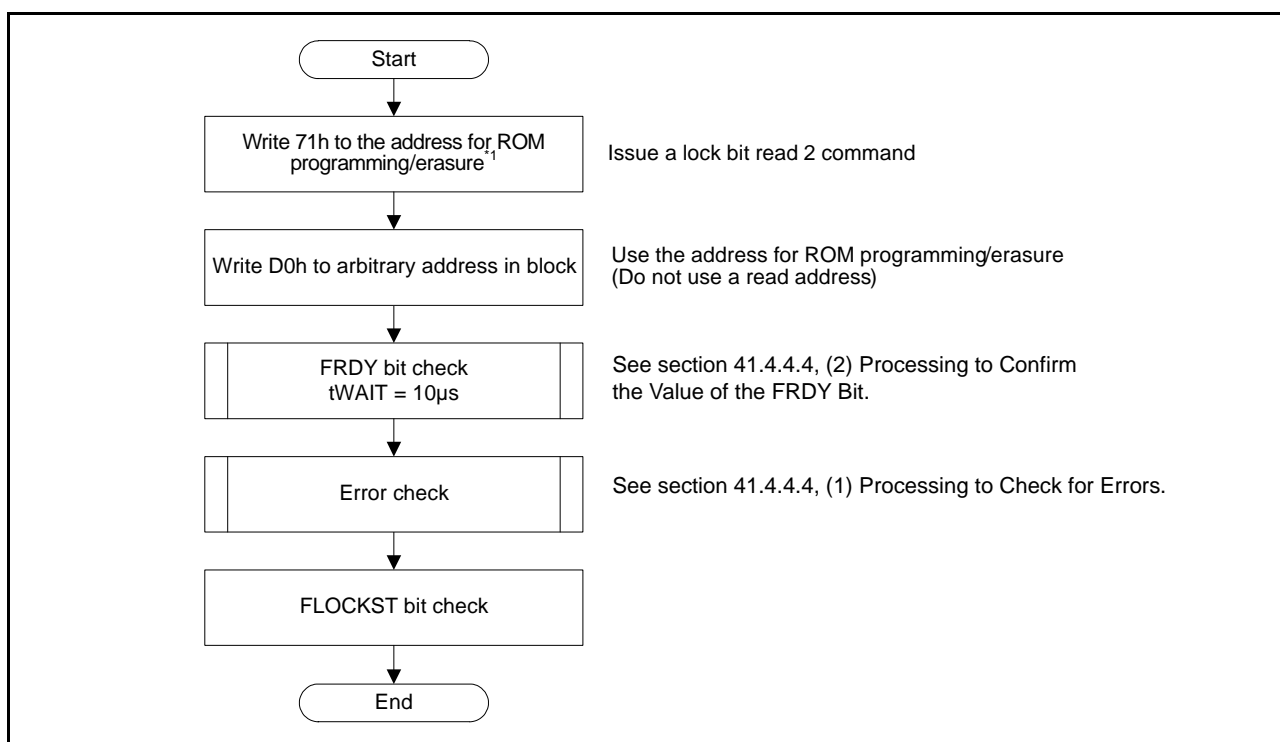 Start
Write 71h to the address for ROM
programming/erasure*1
Issue a lock bit read 2 command
Write D0h to arbitrary address in block
Use the address for ROM programming/erasure
(Do not use a read address)
FRDY bit check
tWAIT = 10µs
See section 41.4.4.4, (2) Processing to Confirm
the Value of the FRDY Bit.
Error check
See section 41.4.4.4, (1) Processing to Check for Errors.
FLOCKST bit check
End